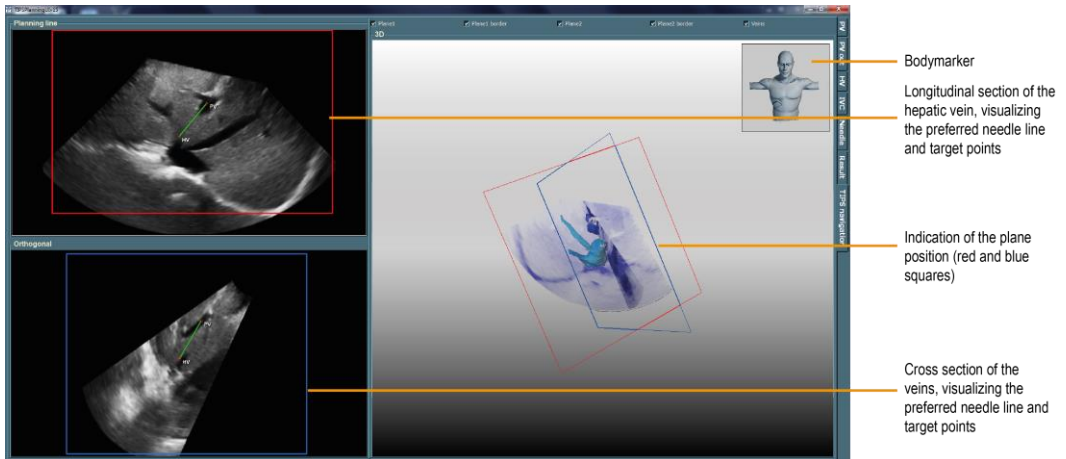 Planning line
Plane1
Plane1 border
Plane2
Plane2 border
Veins
3D
PV
PV out
HV
IVC
Needle
Result
TIPS navigation
PV
HV
Orthogonal
PV
HV
Bodymarker
Longitudinal section of the
hepatic vein, visualizing
the preferred needle line
and target points
Indication of the plane
position (red and blue
squares)
Cross section of the
veins, visualizing the
preferred needle line and
target points